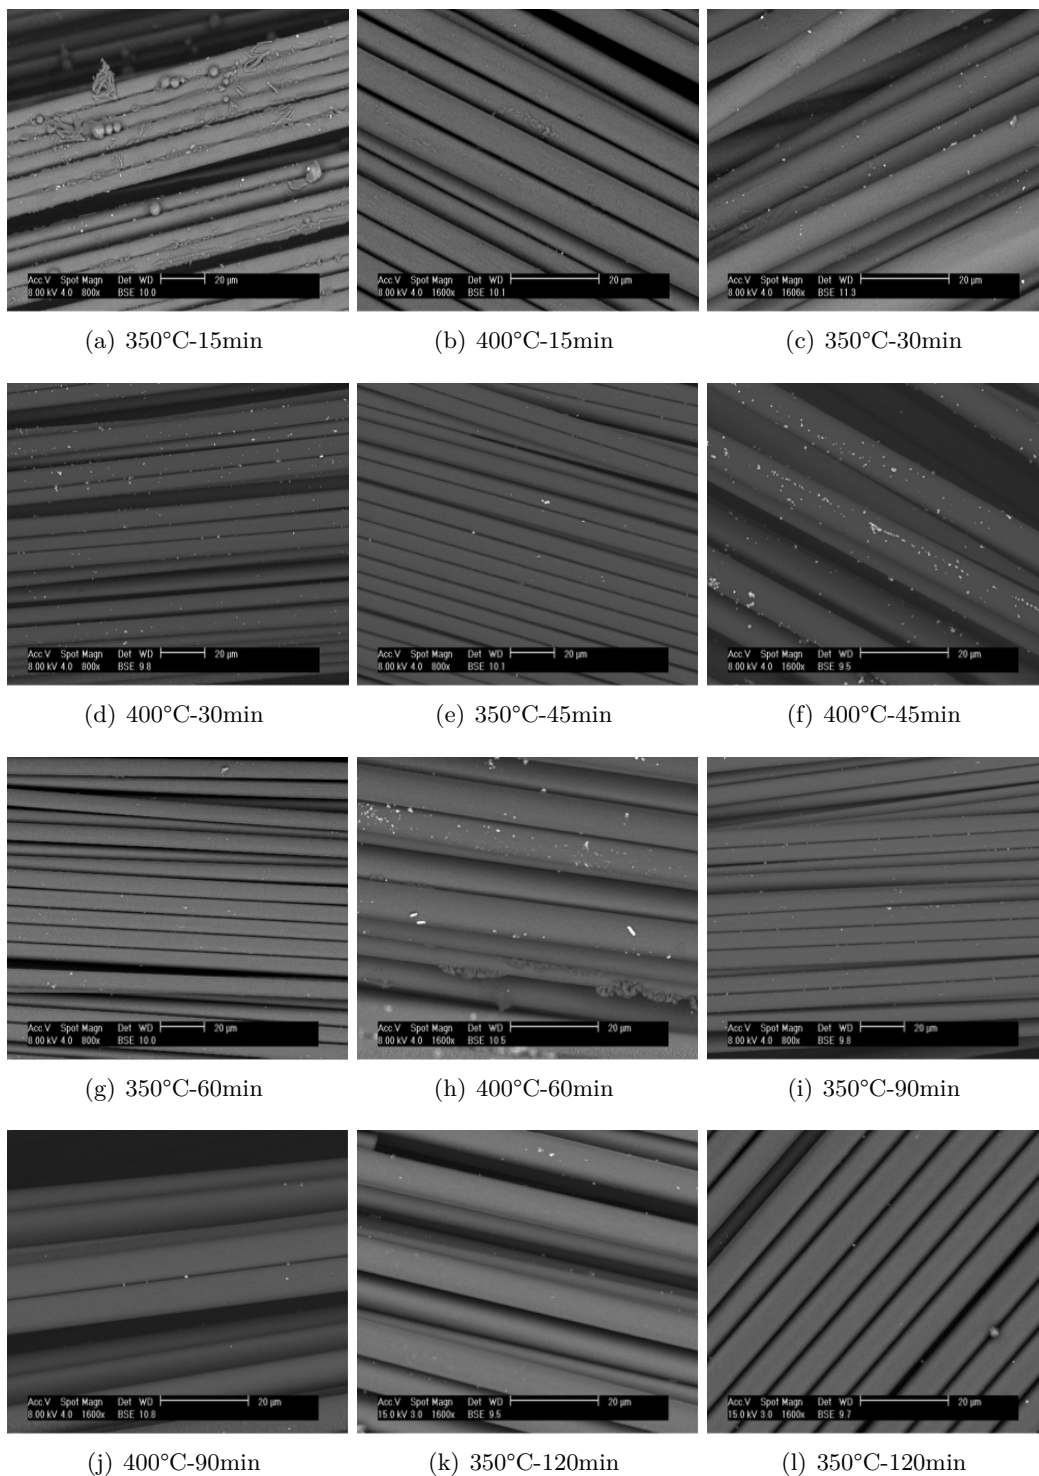 Acc.V Spot Magn Det WD 20 µm
8.00 kV 4.0 800x BSE 10.0
Acc.V Spot Magn Det WD 20 µm
8.00 kV 4.0 1600x BSE 10.1
Acc.V Spot Magn Det WD 20 µm
8.00 kV 4.0 1606x BSE 11.3
(a) 350°C-15min
(b) 400°C-15min
(c) 350°C-30min
Acc.V Spot Magn Det WD 20 µm
8.00 kV 4.0 800x BSE 9.8
Acc.V Spot Magn Det WD 20 µm
8.00 kV 4.0 800x BSE 10.1
Acc.V Spot Magn Det WD 20 µm
8.00 kV 4.0 1600x BSE 9.5
(d) 400°C-30min
(e) 350°C-45min
(f) 400°C-45min
Acc.V Spot Magn Det WD 20 µm
8.00 kV 4.0 800x BSE 10.0
Acc.V Spot Magn Det WD 20 µm
8.00 kV 4.0 1600x BSE 10.5
Acc.V Spot Magn Det WD 20 µm
8.00 kV 4.0 800x BSE 9.8
(g) 350°C-60min
(h) 400°C-60min
(i) 350°C-90min
Acc.V Spot Magn Det WD 20 µm
8.00 kV 4.0 1600x BSE 10.8
Acc.V Spot Magn Det WD 20 µm
15.0 kV 3.0 1600x BSE 9.5
Acc.V Spot Magn Det WD 20 µm
15.0 kV 3.0 1600x BSE 9.7
(j) 400°C-90min
(k) 350°C-120min
(l) 350°C-120min